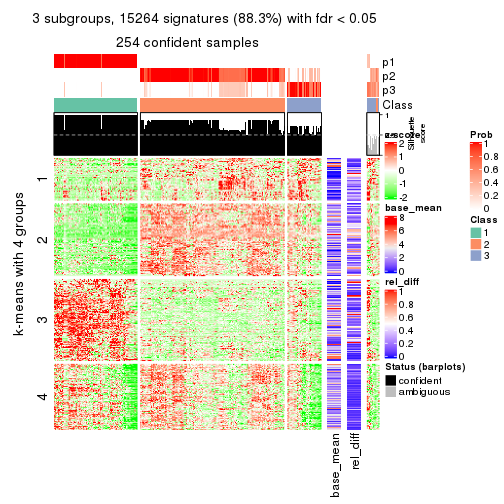 3 subgroups, 15264 signatures (88.3%) with fdr < 0.05
254 confident samples
p1
p2
p3
Class
1
Silhouette
score
z-score
2
1
0
-1
-2
Prob
1
0.8
0.6
0.4
0.2
0
base_mean
8
6
4
2
0
Class
1
2
3
rel_diff
1
0.8
0.6
0.4
0.2
0
Status (barplots)
confident
ambiguous
k-means with 4 groups
1
2
3
4
base_mean
rel_diff